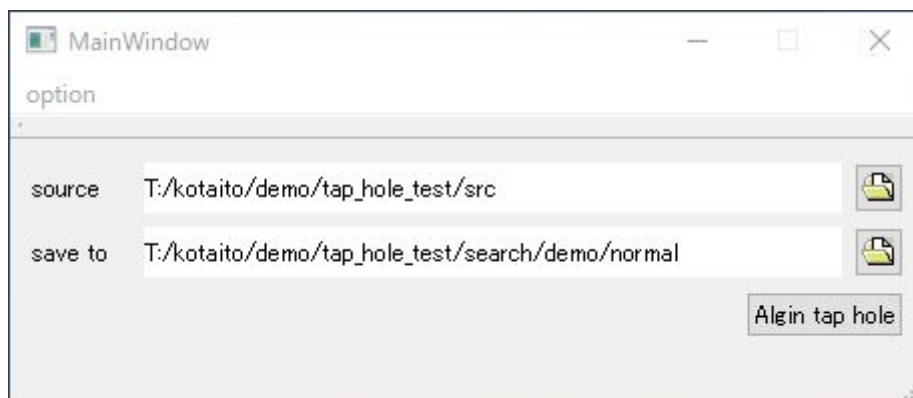 MainWindow
option
source T:/kotaito/demo/tap_hole_test/src
save to T:/kotaito/demo/tap_hole_test/search/demo/normal
Algin tap hole